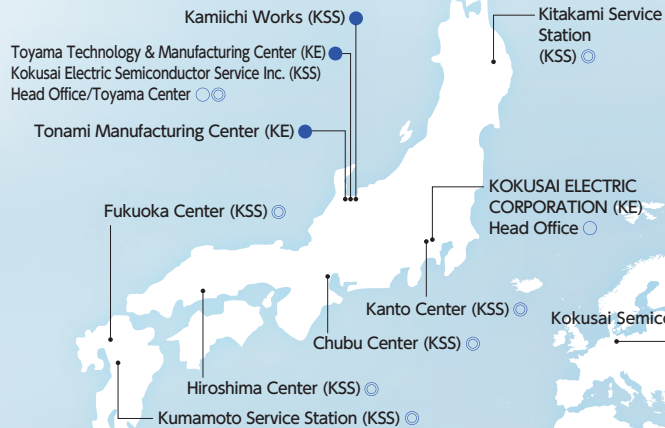 Kamiichi Works (KSS)
Toyama Technology & Manufacturing Center (KE)
Kokusai Electric Semiconductor Service Inc. (KSS)
Head Office/Toyama Center
Tonami Manufacturing Center (KE)
Kitakami Service
Station
(KSS)
KOKUSAI ELECTRIC
CORPORATION (KE)
Head Office
Fukuoka Center (KSS)
Kanto Center (KSS)
Kokusai Semic
Chubu Center (KSS)
Hiroshima Center (KSS)
Kumamoto Service Station (KSS)